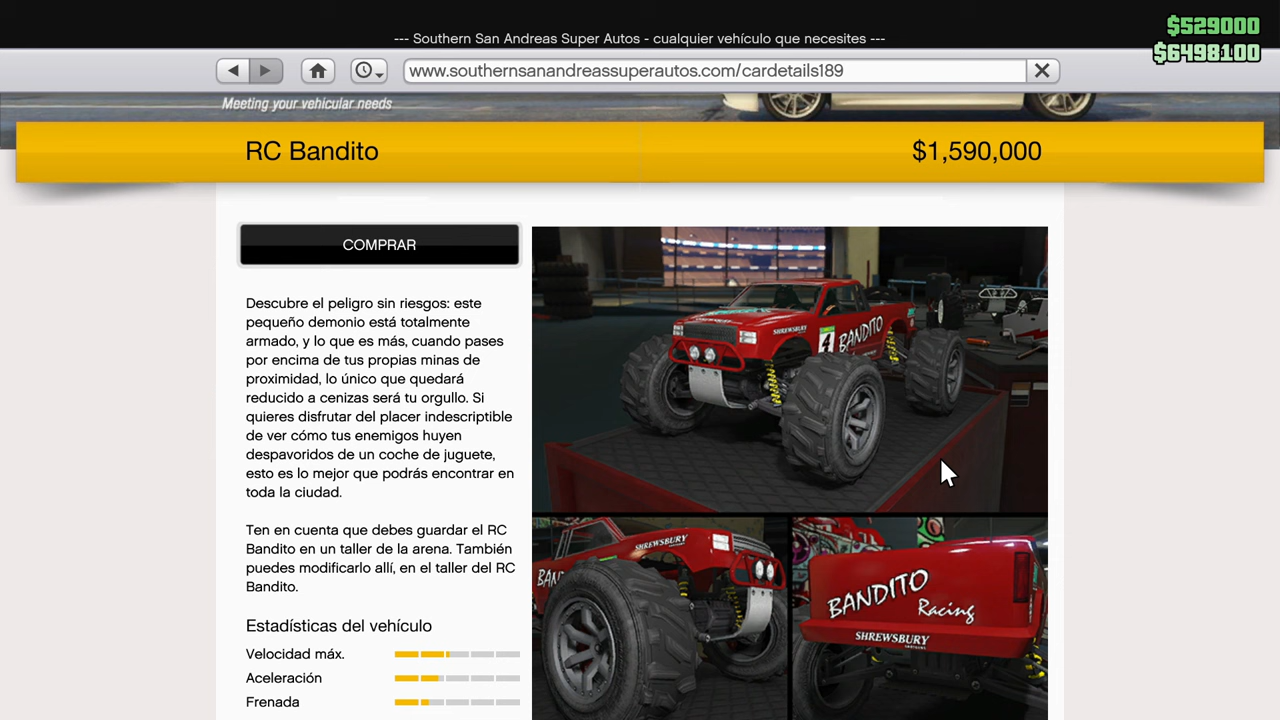 $529000
--- Southern San Andreas Super Autos - cualquier vehículo que necesites ---
$6498100
www.southernsanandreassuperautos.com/cardetails189
Meeting your vehicular needs
RC Bandito
$1,590,000
COMPRAR
Descubre el peligro sin riesgos: este
pequeño demonio está totalmente
armado, y lo que es más, cuando pases
por encima de tus propias minas de
proximidad, lo único que quedará
reducido a cenizas será tu orgullo. Si
quieres disfrutar del placer indescriptible
de ver cómo tus enemigos huyen
despavoridos de un coche de juguete,
esto es lo mejor que podrás encontrar en
toda la ciudad.
Ten en cuenta que debes guardar el RC
Bandito en un taller de la arena. También
puedes modificarlo allí, en el taller del RC
Bandito.
Estadísticas del vehículo
Velocidad máx.
Aceleración
Frenada
SHREWSBURY
4
BANDITO
SHREWSBURY
BANDITO
Racing
SHREWSBURY